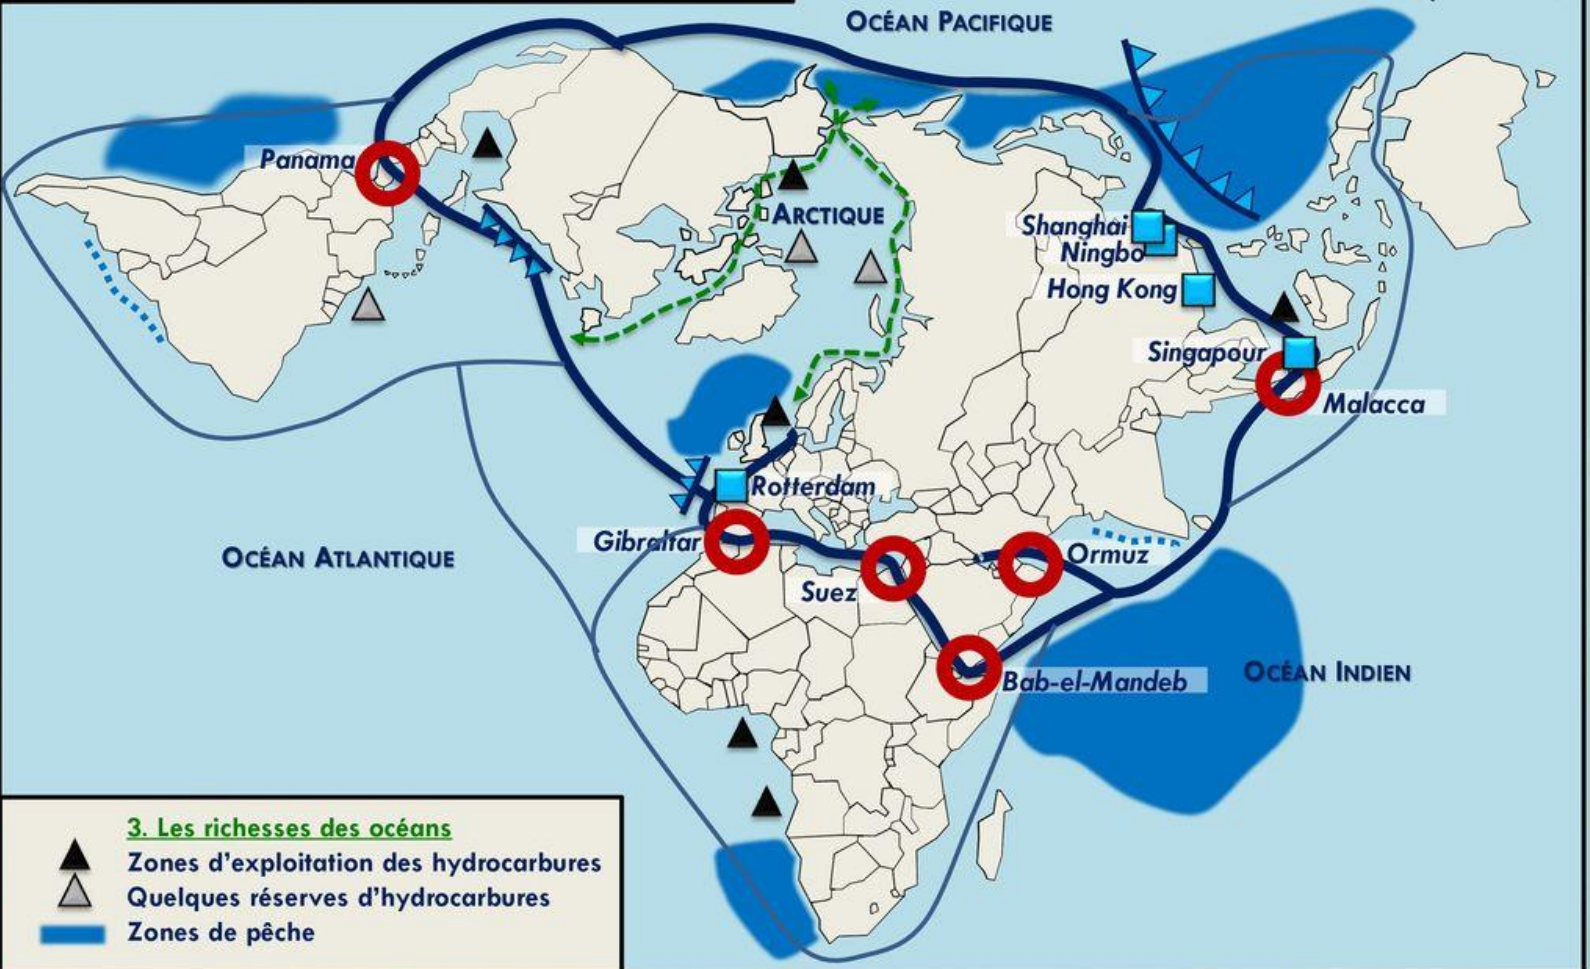 OCÉAN PACIFIQUE
Panama
ARCTIQUE
Shanghai
Ningbo
Hong Kong
Singapour
Malacca
Rotterdam
Gibraltar
Ormuz
Suez
OCÉAN ATLANTIQUE
Bab-el-Mandeb
OCÉAN INDIEN
3. Les richesses des océans
Zones d'exploitation des hydrocarbures
Quelques réserves d'hydrocarbures
Zones de pêche